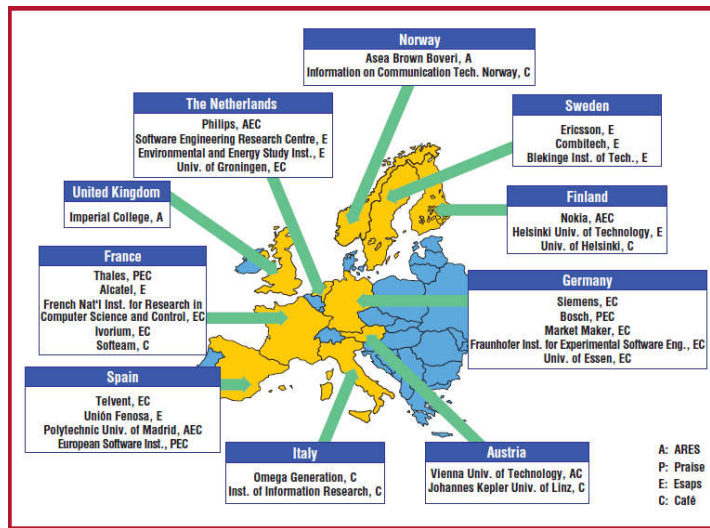 Norway
Asea Brown Boveri, A
Information on Communication Tech. Norway, C
The Netherlands
Philips, AEC
Software Engineering Research Centre, E
Environmental and Energy Study Inst., E
Univ. of Groningen, EC
Sweden
Ericsson, E
Combitech, E
Blekinge Inst. of Tech., E
United Kingdom
Imperial College, A
Finland
Nokia, AEC
Helsinki Univ. of Technology, E
Univ. of Helsinki, C
France
Thales, PEC
Alcatel, E
French Nat'l Inst. for Research in
Computer Science and Control, EC
Ivorium, EC
Softeam, C
Germany
Siemens, EC
Bosch, PEC
Market Maker, EC
Fraunhofer Inst. for Experimental Software Eng., EC
Univ. of Essen, EC
Spain
Telvent, EC
Unión Fenosa, E
Polytechnic Univ. of Madrid, AEC
European Software Inst., PEC
Italy
Omega Generation, C
Inst. of Information Research, C
Austria
Vienna Univ. of Technology, AC
Johannes Kepler Univ. of Linz, C
A: ARES
P: Praise
E: Esaps
C: Café